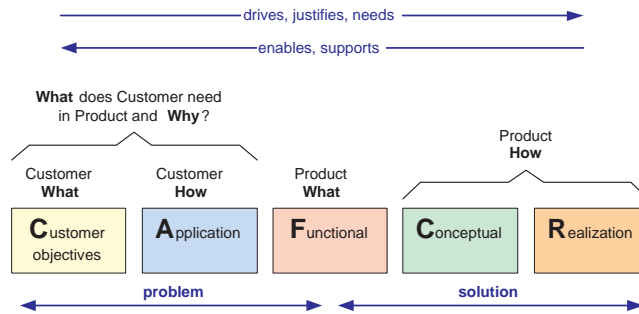 drives, justifies, needs
enables, supports
What does Customer need
in Product and Why?
Product
How
Customer
What
Customer
How
Product
What
Customer
objectives
Application
Functional
Conceptual
Realization
problem
solution